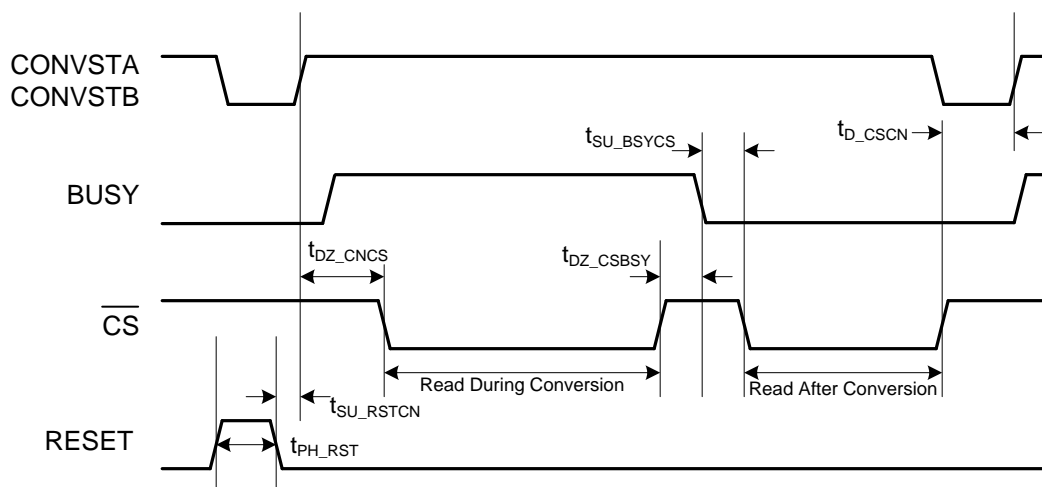 CONVSTA
CONVSTB
tSU_BSYCS
tD_CSCN
BUSY
tDZ_CNCS
tDZ_CSBSY
CS
Read During Conversion
Read After Conversion
tSU_RSTCN
RESET
tPH_RST